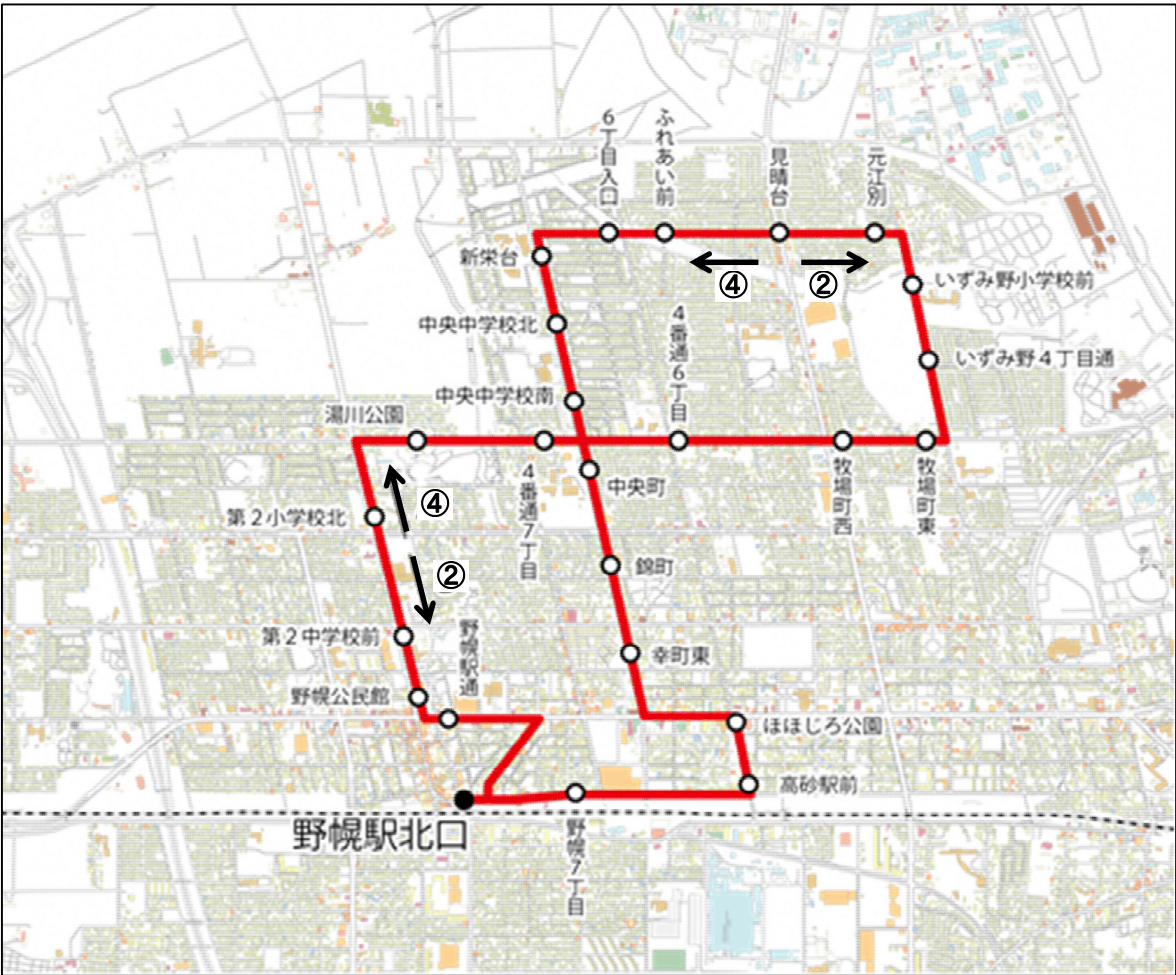 6丁目入口
ふれあい前
見晴台
元江別
新栄台
④
②
いずみ野小学校前
中央中学校北
4番通6丁目
いずみ野4丁目通
中央中学校南
湯川公園
4番通7丁目
中央町
牧場町西
牧場町東
④
第2小学校北
②
錦町
第2中学校前
野幌駅通
幸町東
野幌公民館
ほほじろ公園
高砂駅前
野幌駅北口
野幌7丁目